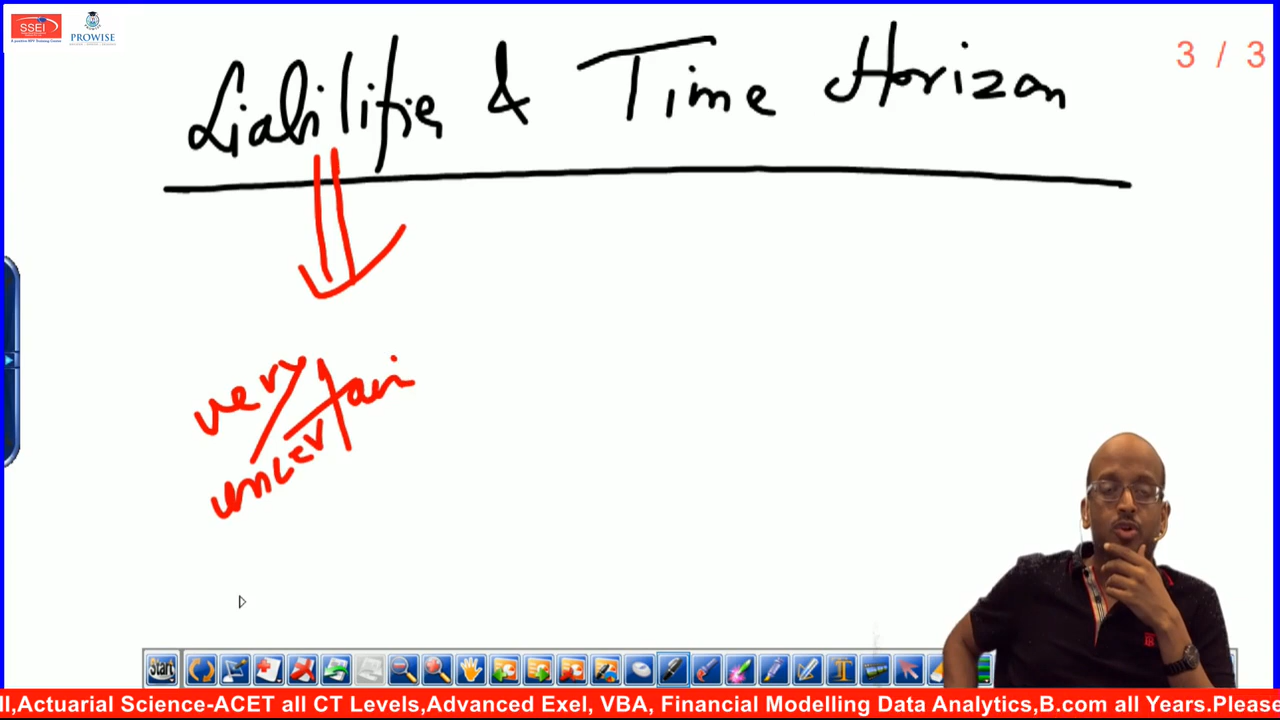 SSEI
PROWISE
Liabilities & Time Horizon
3 / 3
very
uncertain
Start
ll,Actuarial Science-ACET all CT Levels,Advanced Exel, VBA, Financial Modelling Data Analytics,B.com all Years.Please